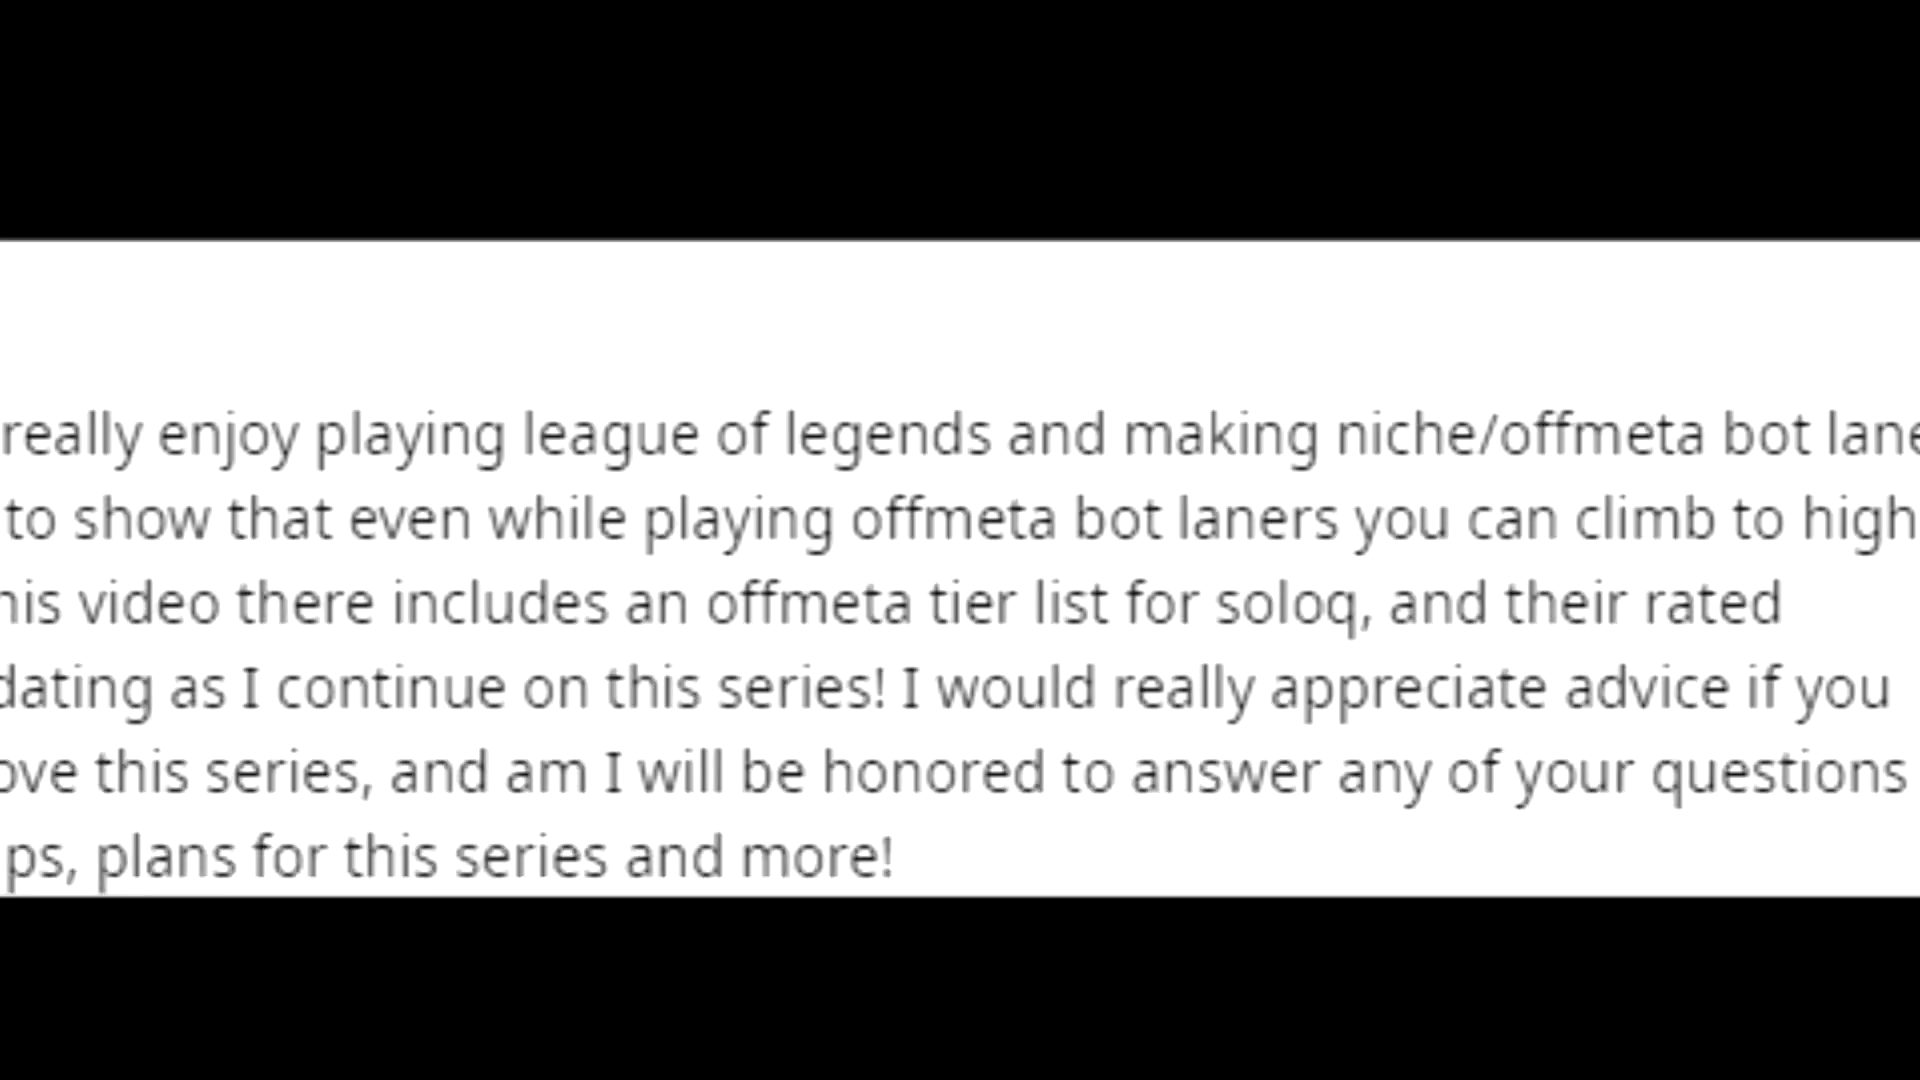 really enjoy playing league of legends and making niche/offmeta bot lane
to show that even while playing offmeta bot laners you can climb to high
his video there includes an offmeta tier list for soloq, and their rated
dating as I continue on this series! I would really appreciate advice if you
ove this series, and am I will be honored to answer any of your questions
ps, plans for this series and more!